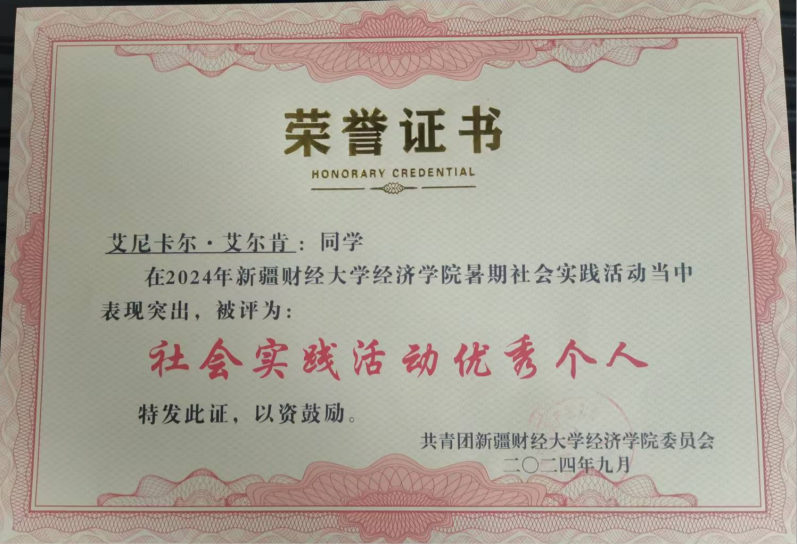 荣誉证书
HONORARY CREDENTIAL
艾尼卡尔·艾尔肯：同学
在2024年新疆财经大学经济学院暑期社会实践活动当中
表现突出，被评为：
社会实践活动优秀个人
特发此证，以资鼓励。
共青团新疆财经大学经济学院委员会
二〇二四年九月